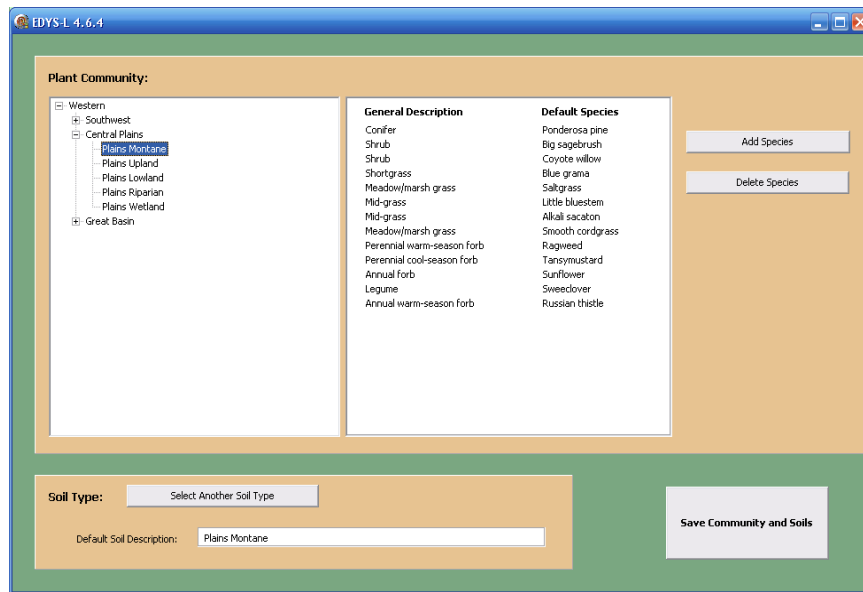 EDYS-L 4.6.4
Plant Community:
Western
Southwest
Central Plains
Plains Montane
Plains Upland
Plains Lowland
Plains Riparian
Plains Wetland
Great Basin
General Description Default Species
Conifer Ponderosa pine
Shrub Big sagebrush
Shrub Coyote willow
Shortgrass Blue grama
Meadow/marsh grass Saltgrass
Mid-grass Little bluestem
Mid-grass Alkali sacaton
Meadow/marsh grass Smooth cordgrass
Perennial warm-season forb Ragweed
Perennial cool-season forb Tansymustard
Annual forb Sunflower
Legume Sweeclover
Annual warm-season forb Russian thistle
Add Species
Delete Species
Soil Type: Select Another Soil Type
Default Soil Description: Plains Montane
Save Community and Soils